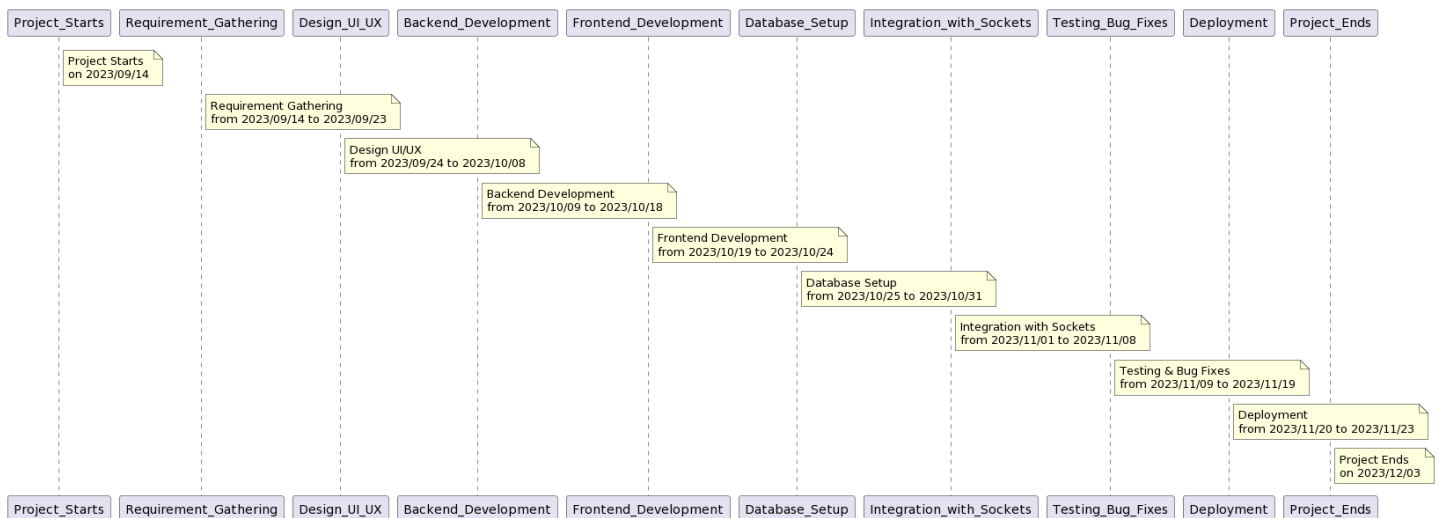 Project_Starts Requirement_Gathering Design_UI_UX Backend_Development Frontend_Development Database_Setup Integration_with_Sockets Testing_Bug_Fixes Deployment Project_Ends
Project Starts
on 2023/09/14
Requirement Gathering
from 2023/09/14 to 2023/09/23
Design UI/UX
from 2023/09/24 to 2023/10/08
Backend Development
from 2023/10/09 to 2023/10/18
Frontend Development
from 2023/10/19 to 2023/10/24
Database Setup
from 2023/10/25 to 2023/10/31
Integration with Sockets
from 2023/11/01 to 2023/11/08
Testing & Bug Fixes
from 2023/11/09 to 2023/11/19
Deployment
from 2023/11/20 to 2023/11/23
Project Ends
on 2023/12/03
Project_Starts Requirement_Gathering Design_UI_UX Backend_Development Frontend_Development Database_Setup Integration_with_Sockets Testing_Bug_Fixes Deployment Project_Ends